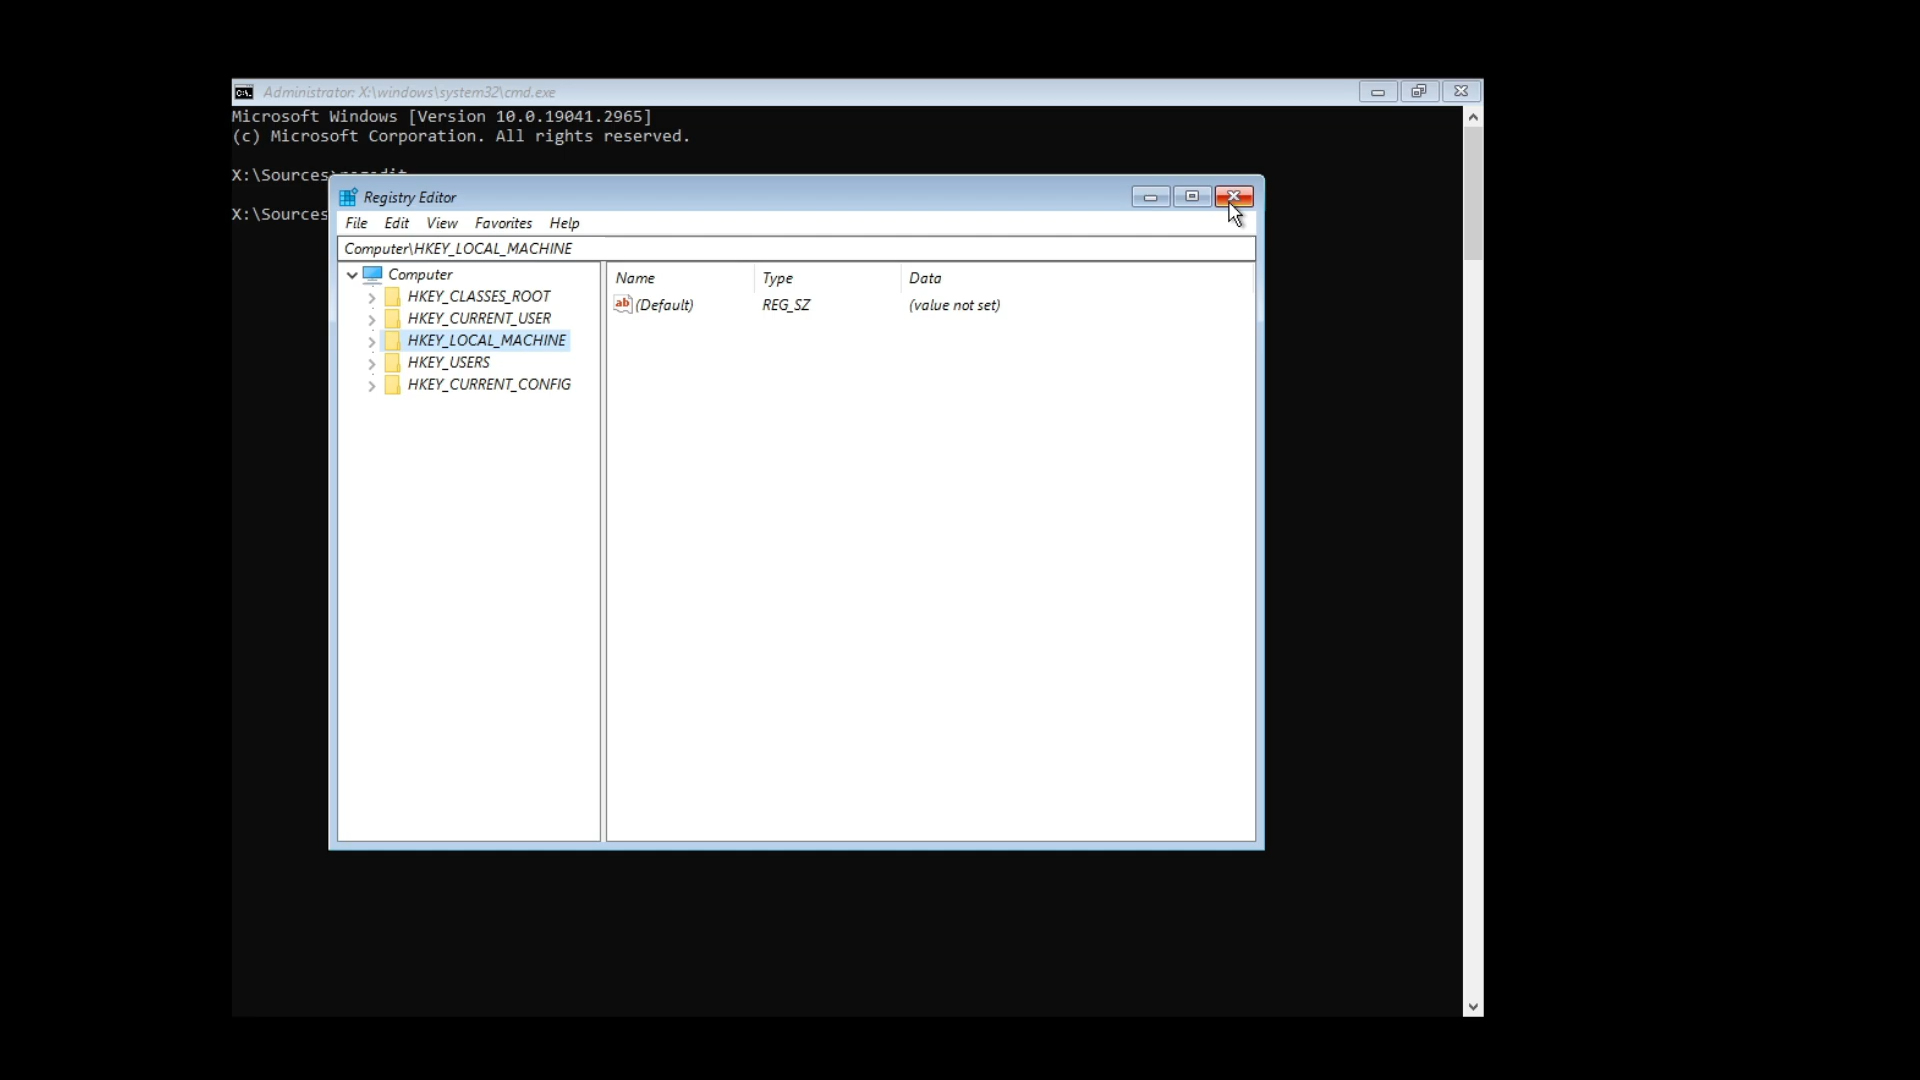 Administrator: X:\windows\system32\cmd.exe
Microsoft Windows [Version 10.0.19041.2965]
(c) Microsoft Corporation. All rights reserved.
X:\Sources>regedit
X:\Sources
Registry Editor
File Edit View Favorites Help
Computer\HKEY_LOCAL_MACHINE
Computer
HKEY_CLASSES_ROOT
HKEY_CURRENT_USER
HKEY_LOCAL_MACHINE
HKEY_USERS
HKEY_CURRENT_CONFIG
Name Type Data
ab (Default) REG_SZ (value not set)